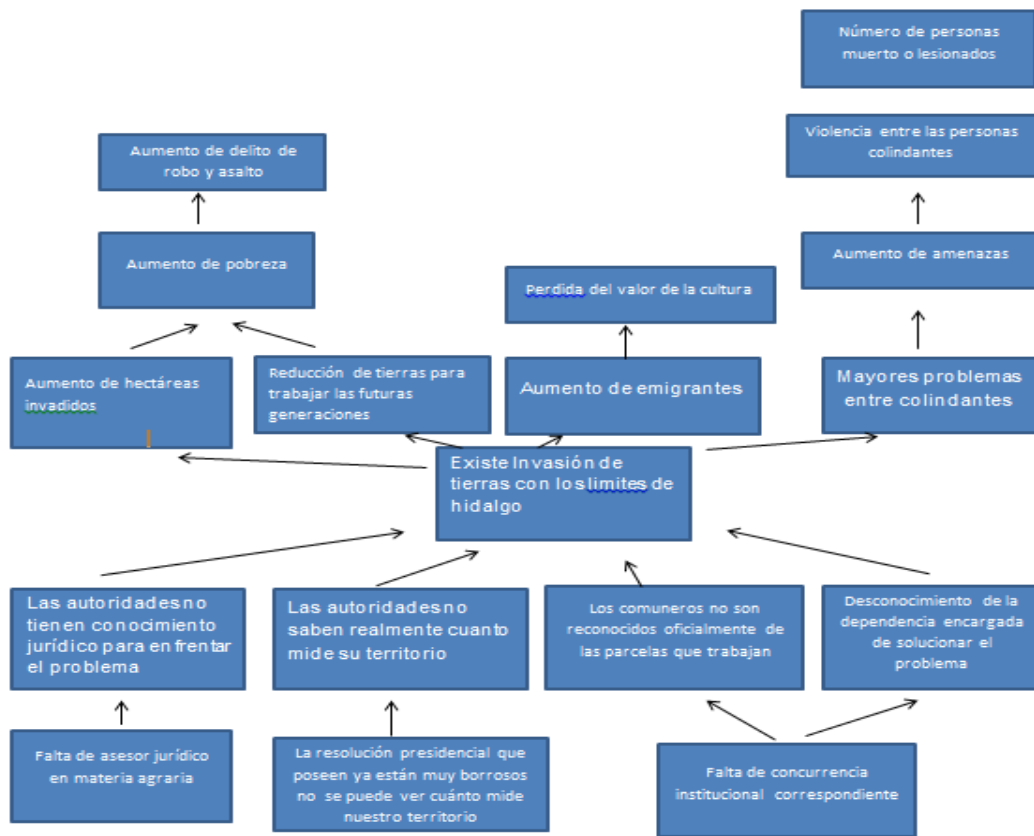 Número de personas
muerto o lesionados
Violencia entre las personas
colindantes
Aumento de delito de
robo y asalto
Aumento de pobreza
Aumento de amenazas
Perdida del valor de la cultura
Aumento de hectáreas
invadidos
Reducción de tierras para
trabajar las futuras
generaciones
Aumento de emigrantes
Mayores problemas
entre colindantes
Existe Invasión de
tierras con los limites de
hidalgo
Las autoridades no
tienen conocimiento
jurídico para enfrentar
el problema
Las autoridades no
saben realmente cuanto
mide su territorio
Los comuneros no son
reconocidos oficialmente de
las parcelas que trabajan
Desconocimiento de la
dependencia encargada
de solucionar el
problema
Falta de asesor jurídico
en materia agraria
La resolución presidencial que
poseen ya están muy borrosos
no se puede ver cuánto mide
nuestro territorio
Falta de concurrencia
institucional correspondiente